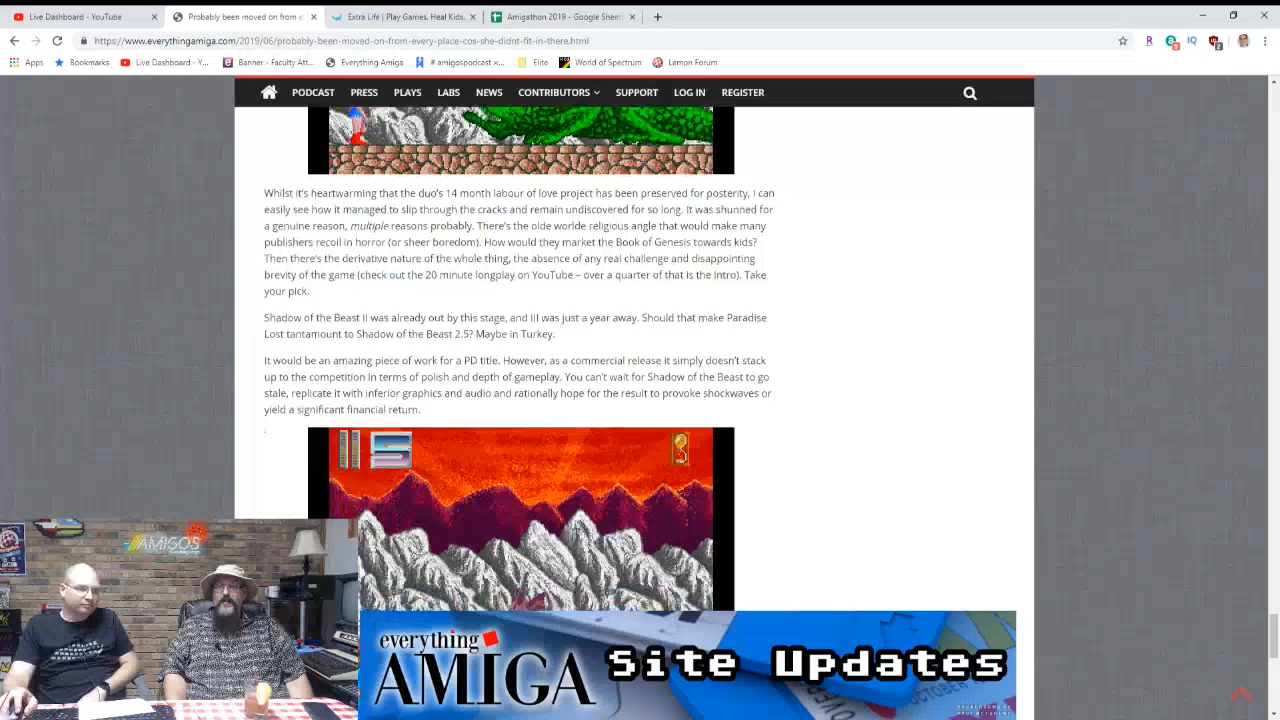 Live Dashboard - YouTube
Probably been moved on from e
Extra Life | Play Games. Heal Kids.
Amigathon 2019 - Google Sheet
https://www.everythingamiga.com/2019/06/probably-been-moved-on-from-every-place-cos-she-didnt-fit-in-there.html
Apps
Bookmarks
Live Dashboard - Y...
Banner - Faculty Att...
Everything Amiga
# amigospodcast.x...
Elite
World of Spectrum
Lemon Forum
PODCAST PRESS PLAYS LABS NEWS CONTRIBUTORS SUPPORT LOG IN REGISTER
Whilst it's heartwarming that the duo's 14 month labour of love project has been preserved for posterity, I can
easily see how it managed to slip through the cracks and remain undiscovered for so long. It was shunned for
a genuine reason, multiple reasons probably. There's the olde worlde religious angle that would make many
publishers recoil in horror (or sheer boredom). How would they market the Book of Genesis towards kids?
Then there's the derivative nature of the whole thing, the absence of any real challenge and disappointing
brevity of the game (check out the 20 minute longplay on YouTube – over a quarter of that is the intro). Take
your pick.
Shadow of the Beast II was already out by this stage, and III was just a year away. Should that make Paradise
Lost tantamount to Shadow of the Beast 2.5? Maybe in Turkey.
It would be an amazing piece of work for a PD title. However, as a commercial release it simply doesn't stack
up to the competition in terms of polish and depth of gameplay. You can't wait for Shadow of the Beast to go
stale, replicate it with inferior graphics and audio and rationally hope for the result to provoke shockwaves or
yield a significant financial return.
AMIGOS
everything
AMIGA
Site Updates